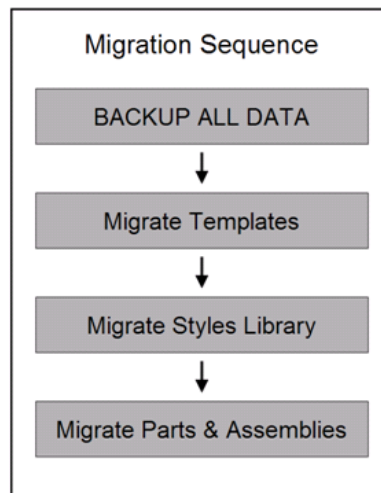 Migration Sequence
BACKUP ALL DATA
Migrate Templates
Migrate Styles Library
Migrate Parts & Assemblies